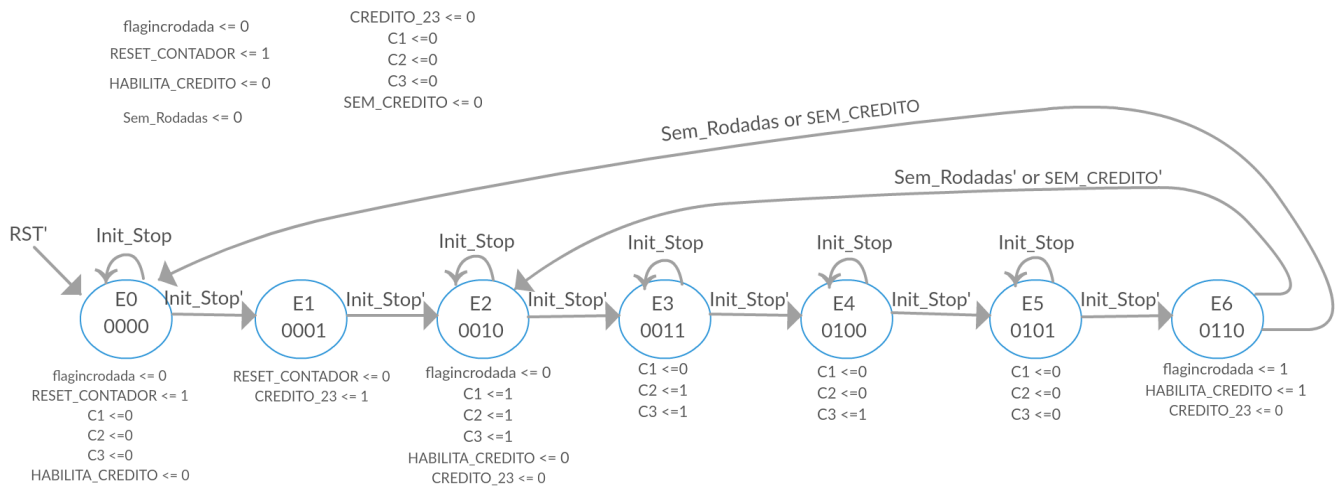 flagincrodada <= 0
RESET_CONTADOR <= 1
HABILITA_CREDITO <= 0
Sem_Rodadas <= 0
CREDITO_23 <= 0
C1 <=0
C2 <=0
C3 <=0
SEM_CREDITO <= 0
Sem_Rodadas or SEM_CREDITO
Sem_Rodadas' or SEM_CREDITO'
RST'
Init_Stop
Init_Stop
Init_Stop
Init_Stop
Init_Stop
E0
0000
Init_Stop'
E1
0001
Init_Stop'
E2
0010
Init_Stop'
E3
0011
Init_Stop'
E4
0100
Init_Stop'
E5
0101
Init_Stop'
E6
0110
flagincrodada <= 0
RESET_CONTADOR <= 1
C1 <=0
C2 <=0
C3 <=0
HABILITA_CREDITO <= 0
RESET_CONTADOR <= 0
CREDITO_23 <= 1
flagincrodada <= 0
C1 <=1
C2 <=1
C3 <=1
HABILITA_CREDITO <= 0
CREDITO_23 <= 0
C1 <=0
C2 <=1
C3 <=1
C1 <=0
C2 <=0
C3 <=1
C1 <=0
C2 <=0
C3 <=0
flagincrodada <= 1
HABILITA_CREDITO <= 1
CREDITO_23 <= 0